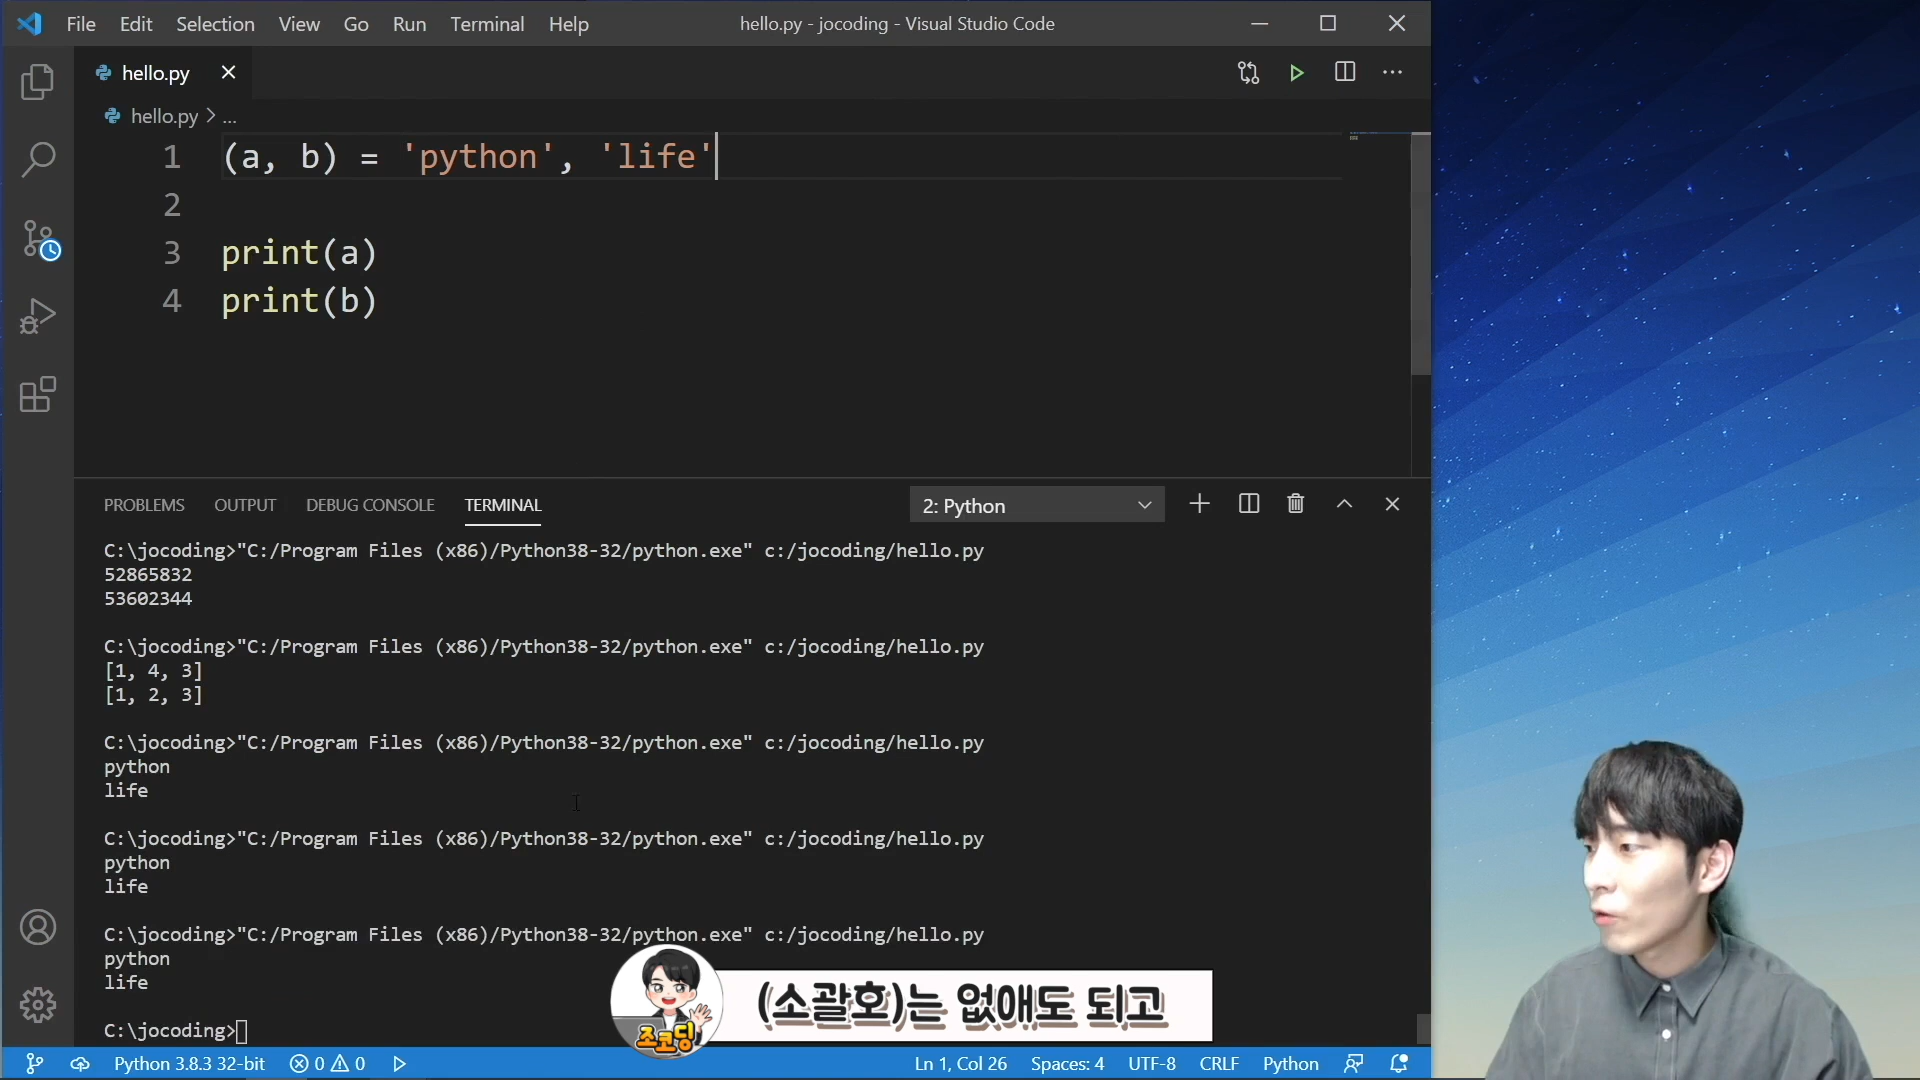 File Edit Selection View Go Run Terminal Help
hello.py - jocoding - Visual Studio Code
hello.py
hello.py > ...
1 (a, b) = 'python', 'life'
2
3 print(a)
4 print(b)
PROBLEMS OUTPUT DEBUG CONSOLE TERMINAL
2: Python
C:\jocoding>"C:/Program Files (x86)/Python38-32/python.exe" c:/jocoding/hello.py
52865832
53602344
C:\jocoding>"C:/Program Files (x86)/Python38-32/python.exe" c:/jocoding/hello.py
[1, 4, 3]
[1, 2, 3]
C:\jocoding>"C:/Program Files (x86)/Python38-32/python.exe" c:/jocoding/hello.py
python
life
C:\jocoding>"C:/Program Files (x86)/Python38-32/python.exe" c:/jocoding/hello.py
python
life
C:\jocoding>"C:/Program Files (x86)/Python38-32/python.exe" c:/jocoding/hello.py
python
life
C:\jocoding>
(소괄호)는 없애도 되고
조코딩
Python 3.8.3 32-bit 0 0
Ln 1, Col 26 Spaces: 4 UTF-8 CRLF Python